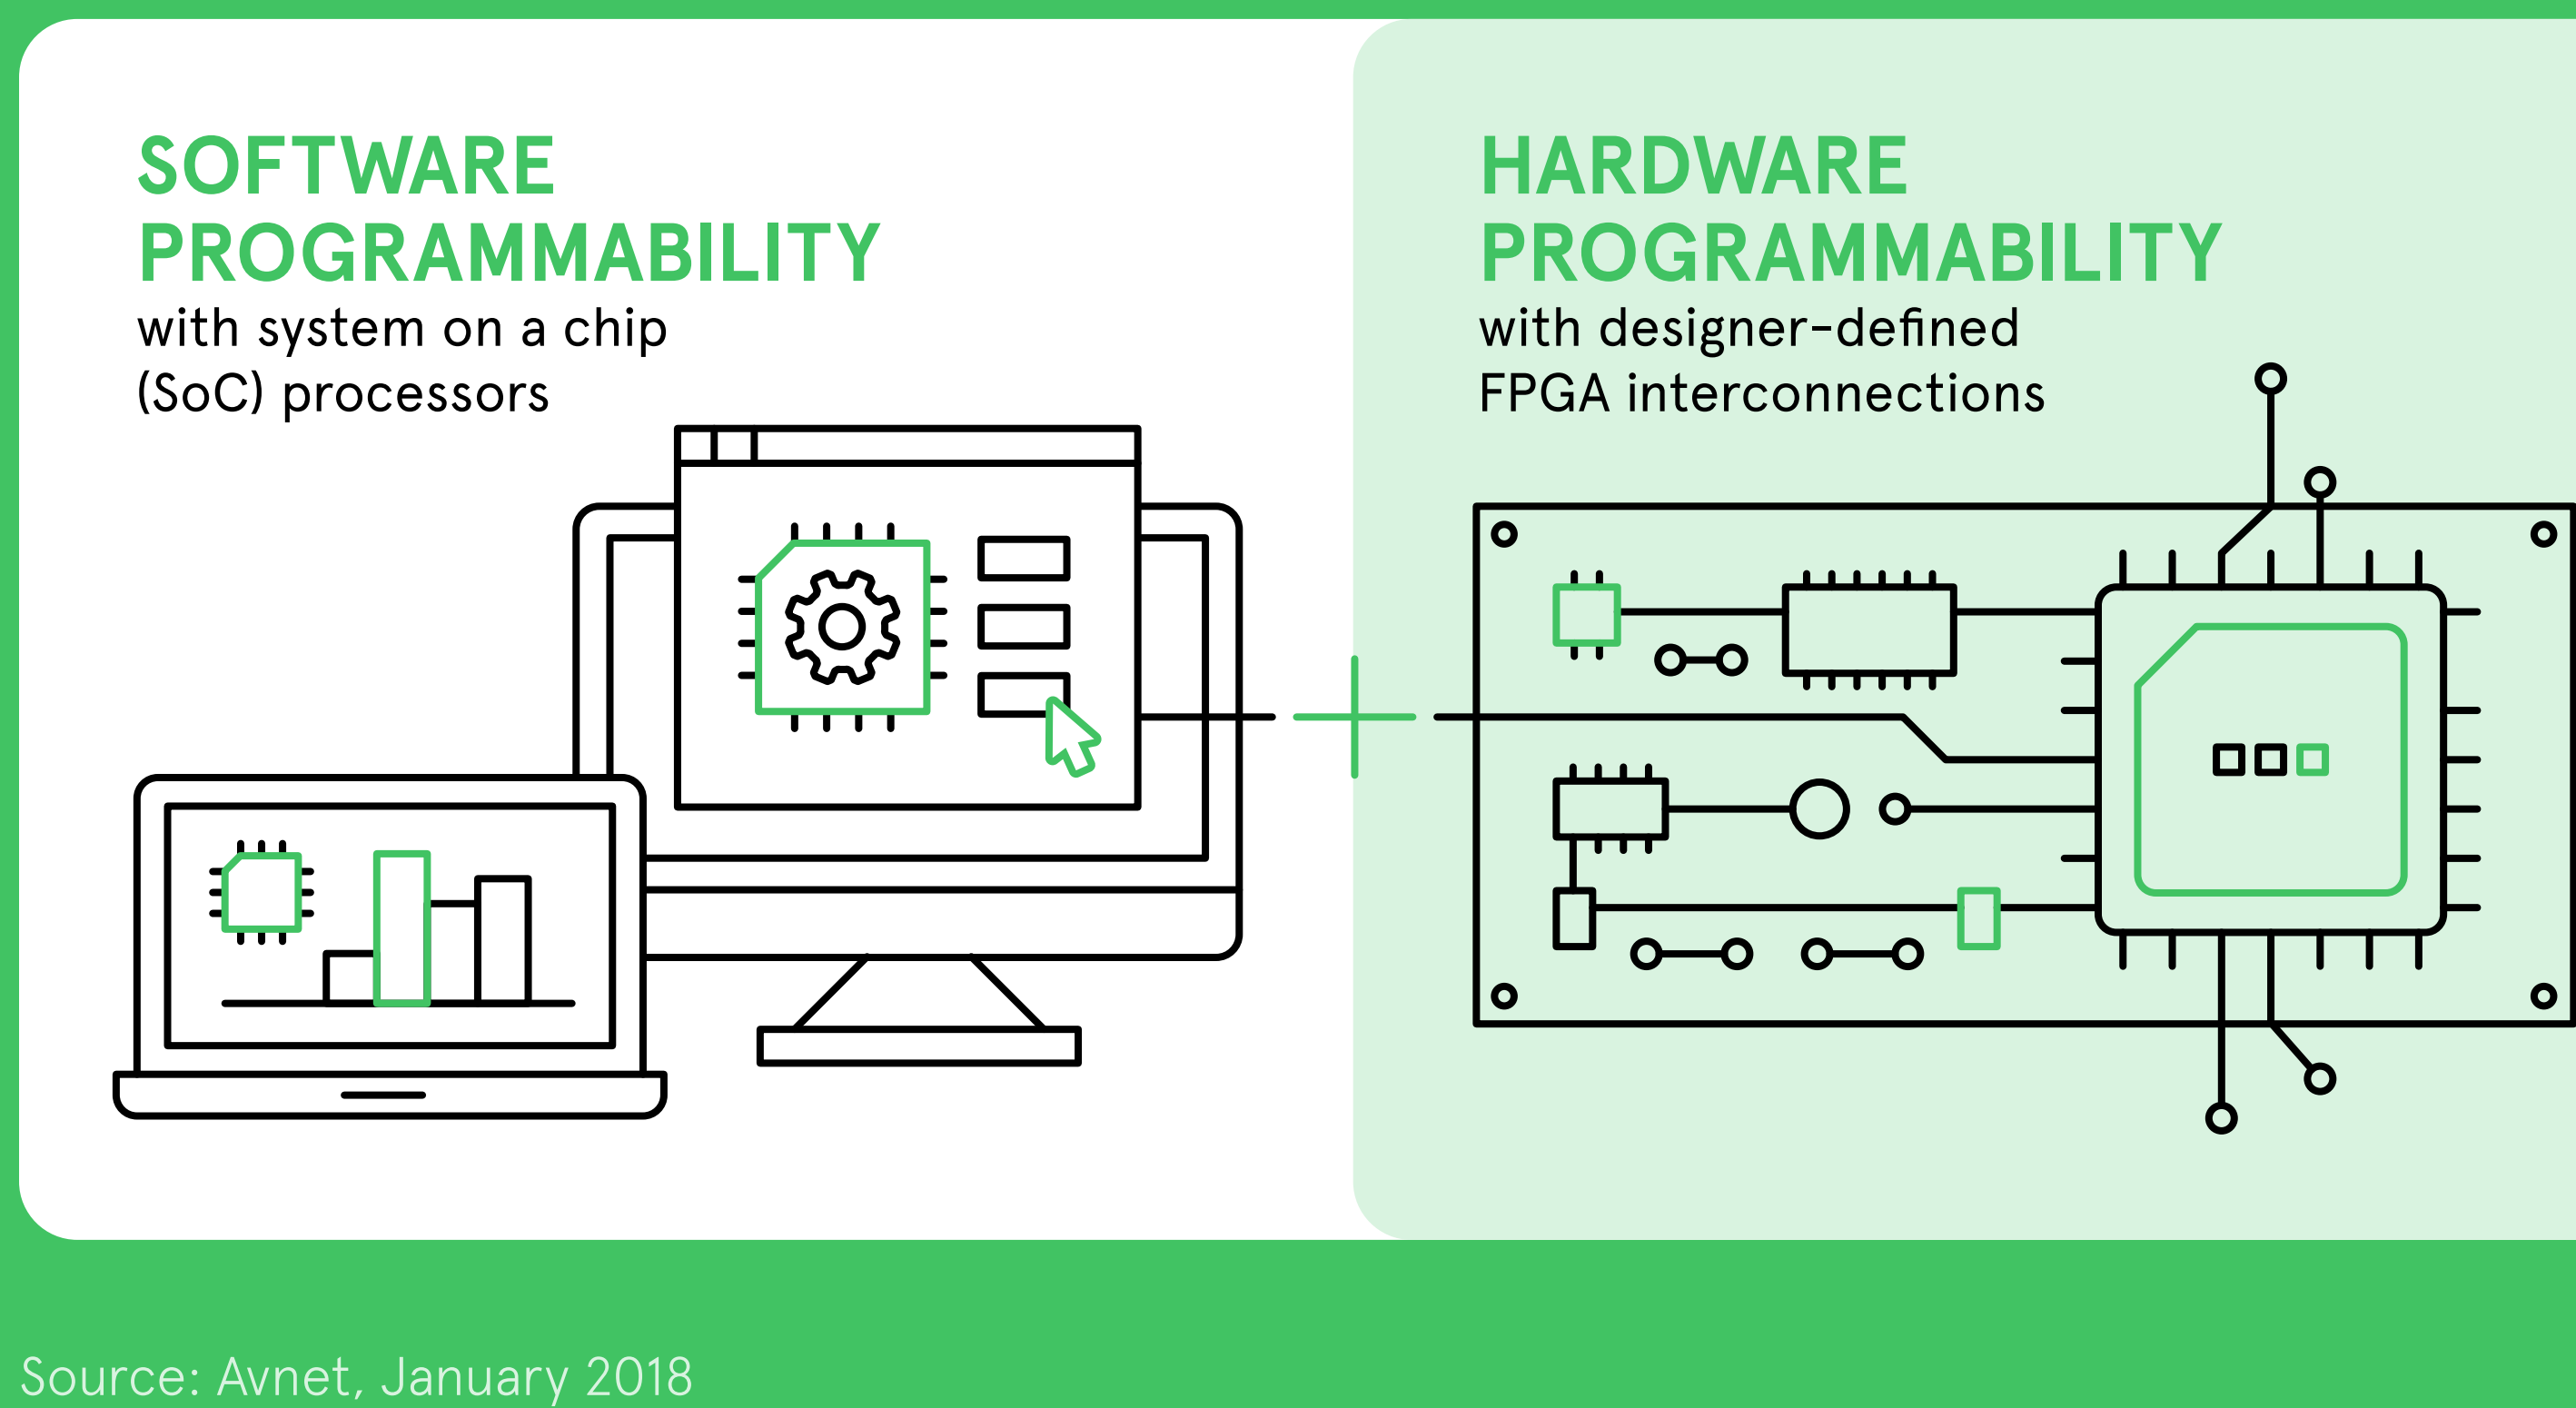 SOFTWARE
PROGRAMMABILITY
with system on a chip
(SoC) processors
HARDWARE
PROGRAMMABILITY
with designer-defined
FPGA interconnections
Source: Avnet, January 2018